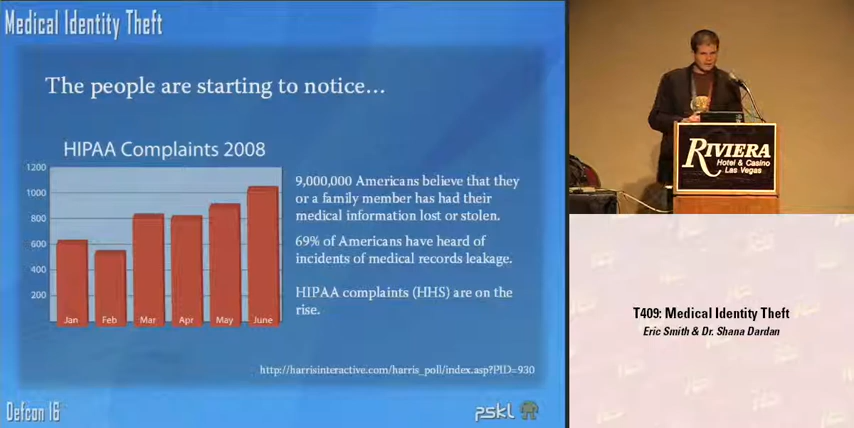 Medical Identity Theft
The people are starting to notice...
HIPAA Complaints 2008
1200
1000
800
600
400
200
Jan Feb Mar Apr May June
9,000,000 Americans believe that they
or a family member has had their
medical information lost or stolen.
69% of Americans have heard of
incidents of medical records leakage.
HIPAA complaints (HHS) are on the
rise.
http://harrisinteractive.com/harris_poll/index.asp?PID=930
Defcon 16
pskl
RIVIERA
Hotel & Casino
Las Vegas
T409: Medical Identity Theft
Eric Smith & Dr. Shana Dardan